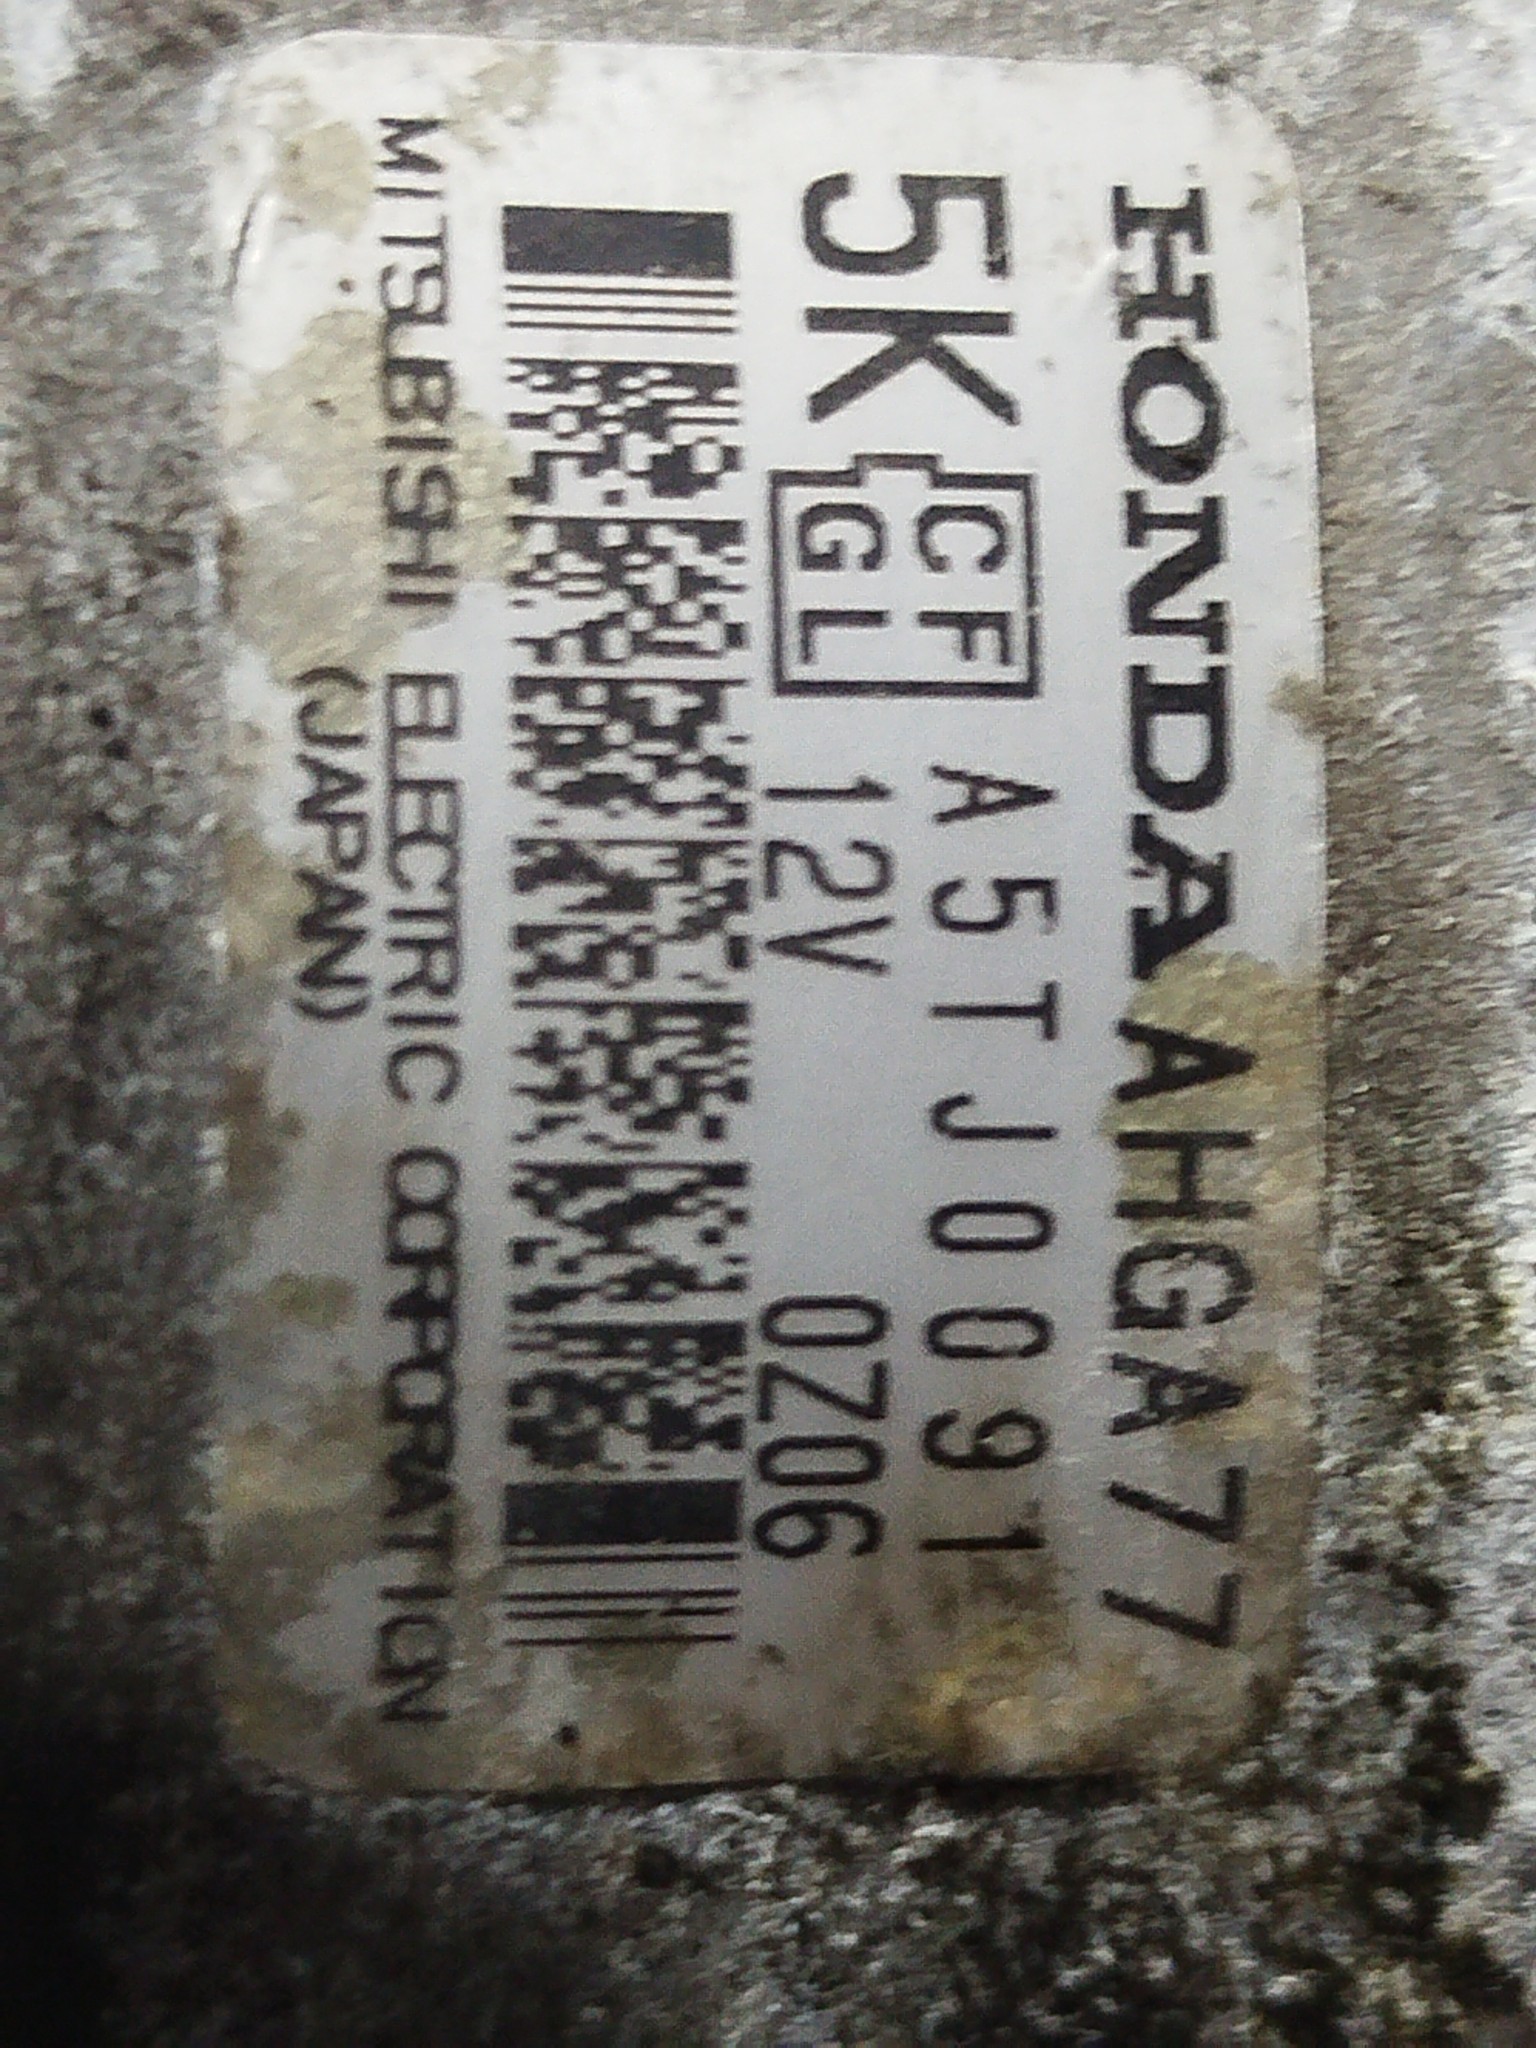 HONDA AHGA77
5K CF A5TJ0091
GL 12V 0Z06
MITSUBISHI ELECTRIC CORPORATION
(JAPAN)